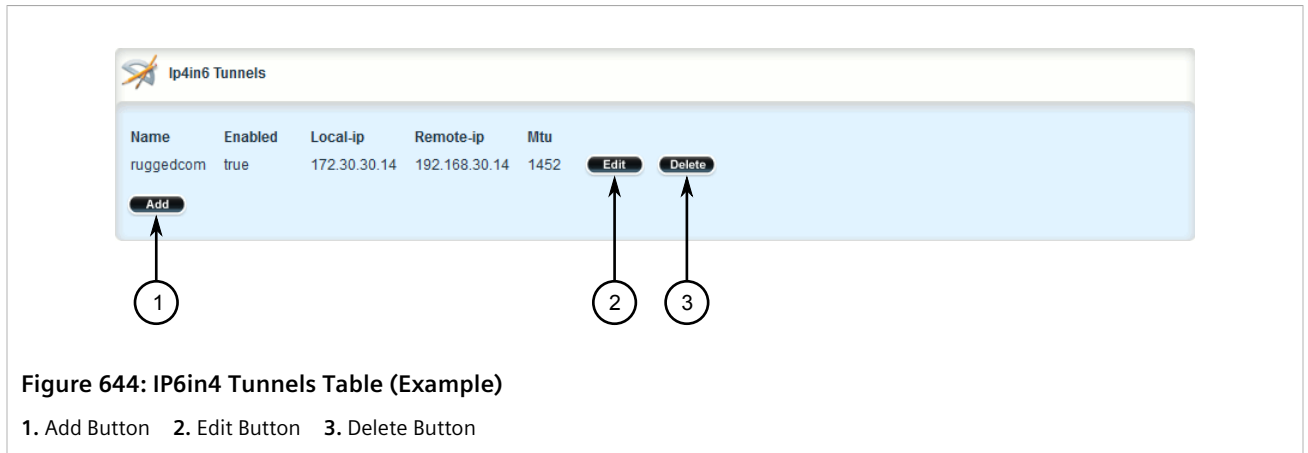 Ip4in6 Tunnels
Name Enabled Local-ip Remote-ip Mtu
ruggedcom true 172.30.30.14 192.168.30.14 1452 Edit Delete
Add
1 2 3
Figure 644: IP6in4 Tunnels Table (Example)
1. Add Button 2. Edit Button 3. Delete Button